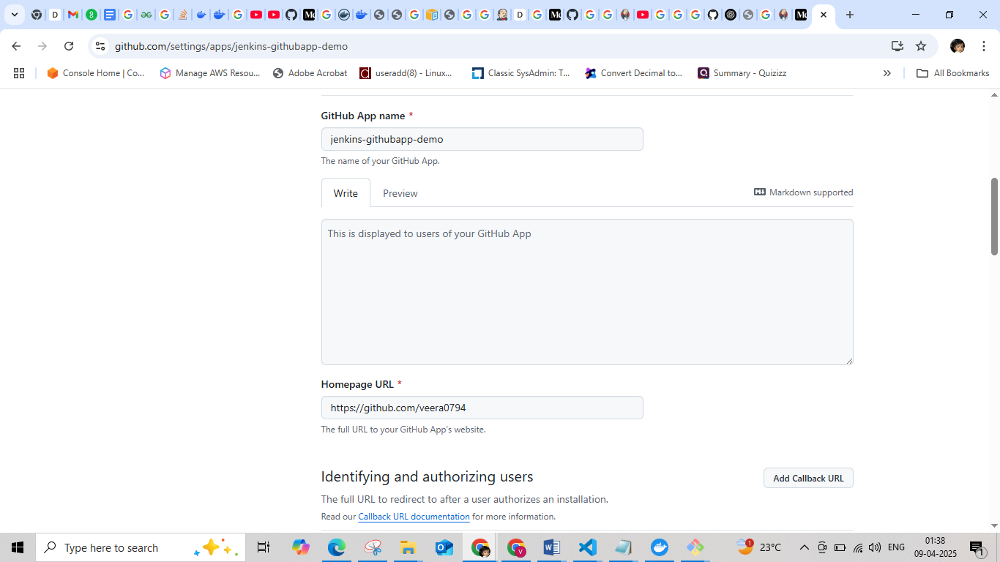 github.com/settings/apps/jenkins-githubapp-demo
Console Home | Co... Manage AWS Resou... Adobe Acrobat useradd(8) - Linux... Classic SysAdmin: T... Convert Decimal to... Summary - Quizizz » All Bookmarks
GitHub App name *
jenkins-githubapp-demo
The name of your GitHub App.
Write Preview Markdown supported
This is displayed to users of your GitHub App
Homepage URL *
https://github.com/veera0794
The full URL to your GitHub App's website.
Identifying and authorizing users Add Callback URL
The full URL to redirect to after a user authorizes an installation.
Read our Callback URL documentation for more information.
Type here to search 23°C ENG 01:38
09-04-2025